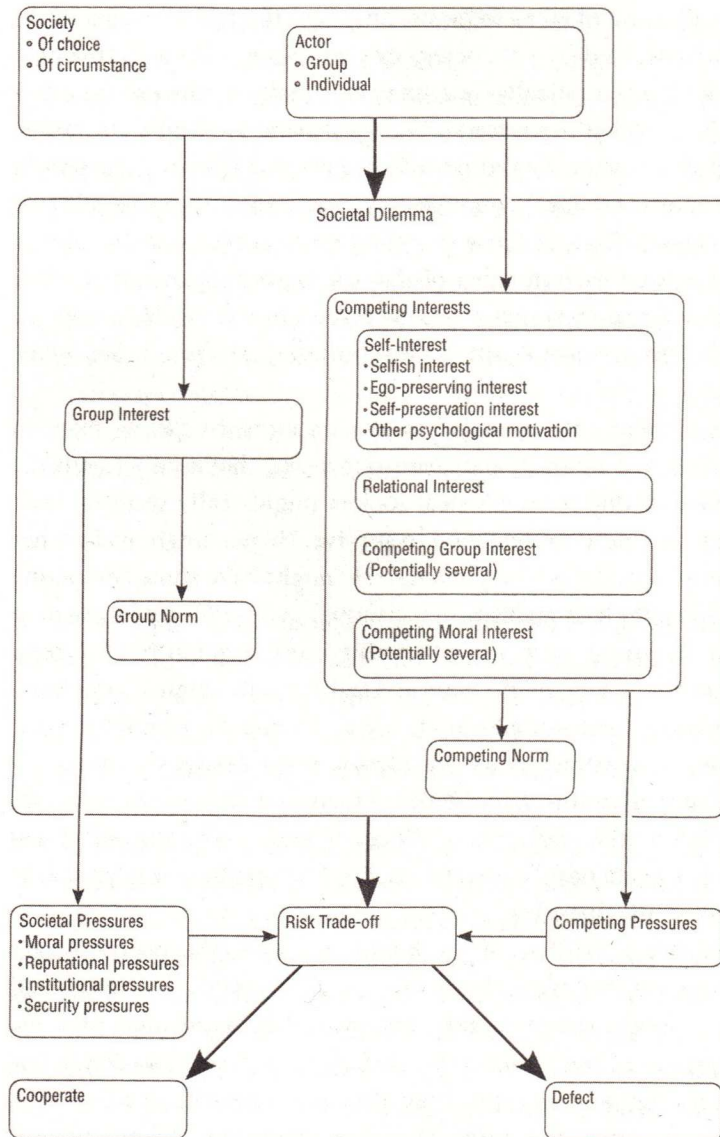 Society
∘ Of choice
∘ Of circumstance
Actor
∘ Group
∘ Individual
Societal Dilemma
Competing Interests
Self-Interest
• Selfish interest
• Ego-preserving interest
• Self-preservation interest
• Other psychological motivation
Group Interest
Relational Interest
Competing Group Interest
(Potentially several)
Group Norm
Competing Moral Interest
(Potentially several)
Competing Norm
Societal Pressures
• Moral pressures
• Reputational pressures
• Institutional pressures
• Security pressures
Risk Trade-off
Competing Pressures
Cooperate
Defect